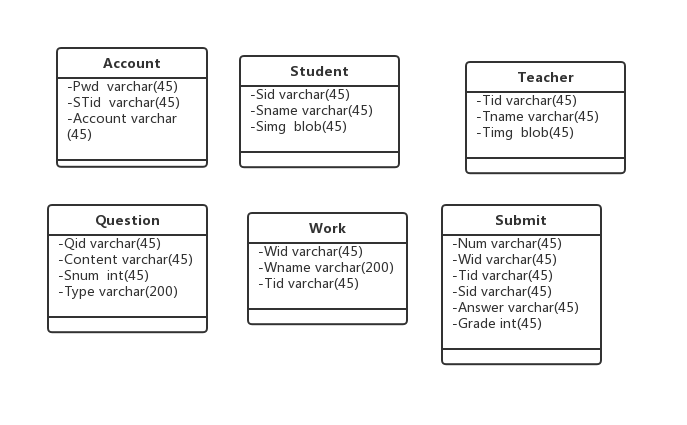 Account
-Pwd  varchar(45)
-STid  varchar(45)
-Account varchar
(45)
Student
-Sid varchar(45)
-Sname varchar(45)
-Simg  blob(45)
Teacher
-Tid varchar(45)
-Tname varchar(45)
-Timg  blob(45)
Question
-Qid varchar(45)
-Content varchar(45)
-Snum  int(45)
-Type varchar(200)
Work
-Wid varchar(45)
-Wname varchar(200)
-Tid varchar(45)
Submit
-Num varchar(45)
-Wid varchar(45)
-Tid varchar(45)
-Sid varchar(45)
-Answer varchar(45)
-Grade int(45)